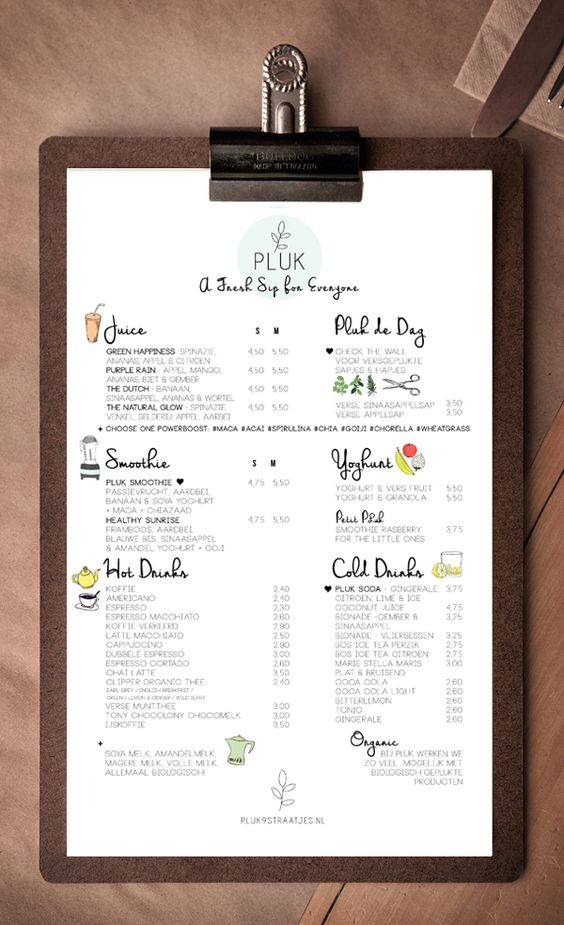 BULLDOG
MADE IN ENGLAND
PLUK
A Fresh Sip for Everyone
Juice S M
GREEN HAPPINESS -SPINAZIE, 4,50 5,50
ANANAS, APPEL & CITROEN
PURPLE RAIN - APPEL, MANGO, 4,50 5,50
ANANAS, BIET & GEMBER
THE DUTCH - BANAAN, 4,50 5,50
SINAASAPPEL, ANANAS & WORTEL
THE NATURAL GLOW - SPINAZIE, 4,50 5,50
VENKEL, SELDERIJ, APPEL, AARBEI
Pluk de Dag
CHECK THE WALL
VOOR VERSGEPLUKTE
SAPJES & HAPJES
VERSE SINAASAPPELSAP 3,50
VERSE APPELSAP 3,50
+ CHOOSE ONE POWERBOOST: #MACA #ACAI #SPIRULINA #CHIA #GOIJI #CHORELLA #WHEATGRASS
Smoothie S M
PLUK SMOOTHIE ♥ 4,75 5,50
PASSIEVRUCHT, AARDBEI,
BANAAN & SOYA YOGHURT
+ MACA + CHIAZAAD
HEALTHY SUNRISE 4,75 5,50
FRAMBOOS, AARDBEI,
BLAUWE BES, SINAASAPPEL
& AMANDEL YOGHURT + GOJI
Yoghunt
YOGHURT & VERS FRUIT 5,50
YOGHURT & GRANOLA 5,50
Petit Pluk
SMOOTHIE RASBERRY 3,75
FOR THE LITTLE ONES
Hot Drinks
KOFFIE 2,40
AMERICANO 2,40
ESPRESSO 2,30
ESPRESSO MACCHIATO 2,60
KOFFIE VERKEERD 2,90
LATTE MACCHIATO 2,50
CAPPUCCINO 2,90
DUBBELE ESPRESSO 3,00
ESPRESSO CORTADO 2,60
CHAI LATTE 3,50
CLIPPER ORGANIC THEE: 2,40
EARL GREY / ENGLISH BREAKFAST /
GREEN / LEMON & GINGER / WILD BERRY
VERSE MUNTTHEE 3,00
TONY CHOCOLONY CHOCOMELK 3,00
IJSKOFFIE 3,50
Cold Drinks
♥ PLUK SODA - GINGERALE, 3,75
CITROEN, LIME & ICE
COCONUT JUICE 4,75
BIONADE -GEMBER & 3,25
SINAASAPPEL
BIONADE - VLIERBESSEN 3,25
BOS ICE TEA PERZIK 2,75
BOS ICE TEA CITROEN 2,75
MARIE STELLA MARIS 3,00
PLAT & BRUISEND
COCA COLA 2,60
COCA COLA LIGHT 2,60
BITTERLEMON 2,60
TONIC 2,60
GINGERALE 2,60
+
SOYA MELK, AMANDELMELK,
MAGERE MELK, VOLLE MELK,
ALLEMAAL BIOLOGISCH!
Organic
BIJ PLUK WERKEN WE
ZO VEEL MOGELIJK MET
BIOLOGISCH GEPLUKTE
PRODUCTEN
PLUK9STRAATJES.NL